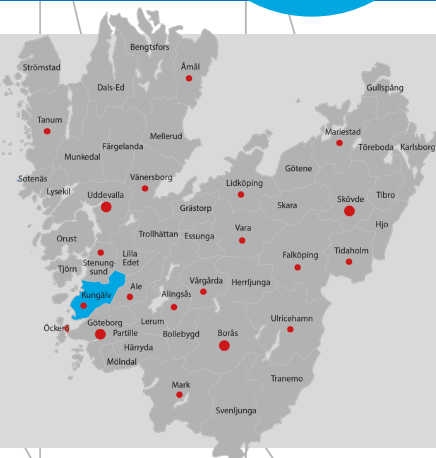 Bengtsfors
Strömstad
Åmål
Dals-Ed
Gullspång
Tanum
Mellerud
Mariestad
Färgelanda
Töreboda
Karlsborg
Munkedal
Götene
Sotenäs
Vänersborg
Lidköping
Lysekil
Uddevalla
Tibro
Skövde
Grästorp
Skara
Hjo
Vara
Orust
Trollhättan
Essunga
Tidaholm
Lilla
Edet
Falköping
Stenung-
sund
Tjörn
Vårgårda
Herrljunga
Ale
Kungälv
Alingsås
Ulricehamn
Göteborg
Lerum
Öckerö
Partille
Bollebygd
Borås
Härryda
Mölndal
Tranemo
Mark
Svenljunga